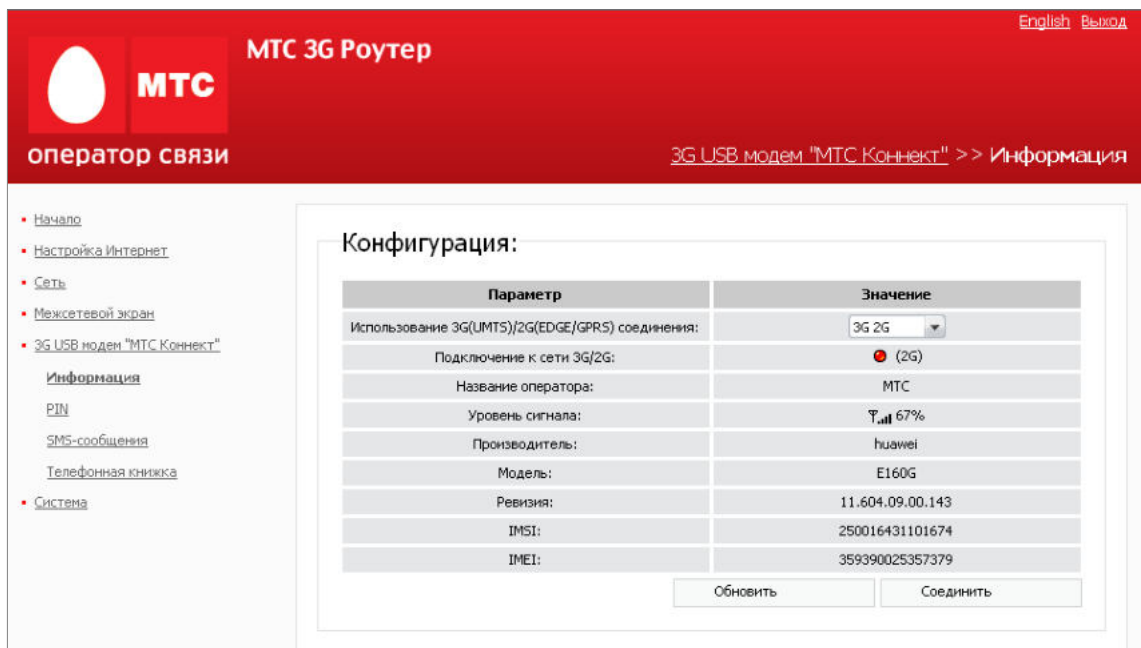 English Выход
МТС 3G Роутер
МТС
оператор связи
3G USB модем "МТС Коннект" >> Информация
Начало
Настройка Интернет
Сеть
Межсетевой экран
3G USB модем "МТС Коннект"
Информация
PIN
SMS-сообщения
Телефонная книжка
Система
Конфигурация:
Параметр Значение
Использование 3G(UMTS)/2G(EDGE/GPRS) соединения: 3G 2G
Подключение к сети 3G/2G: (2G)
Название оператора: МТС
Уровень сигнала: 67%
Производитель: huawei
Модель: E160G
Ревизия: 11.604.09.00.143
IMSI: 250016431101674
IMEI: 359390025357379
Обновить Соединить